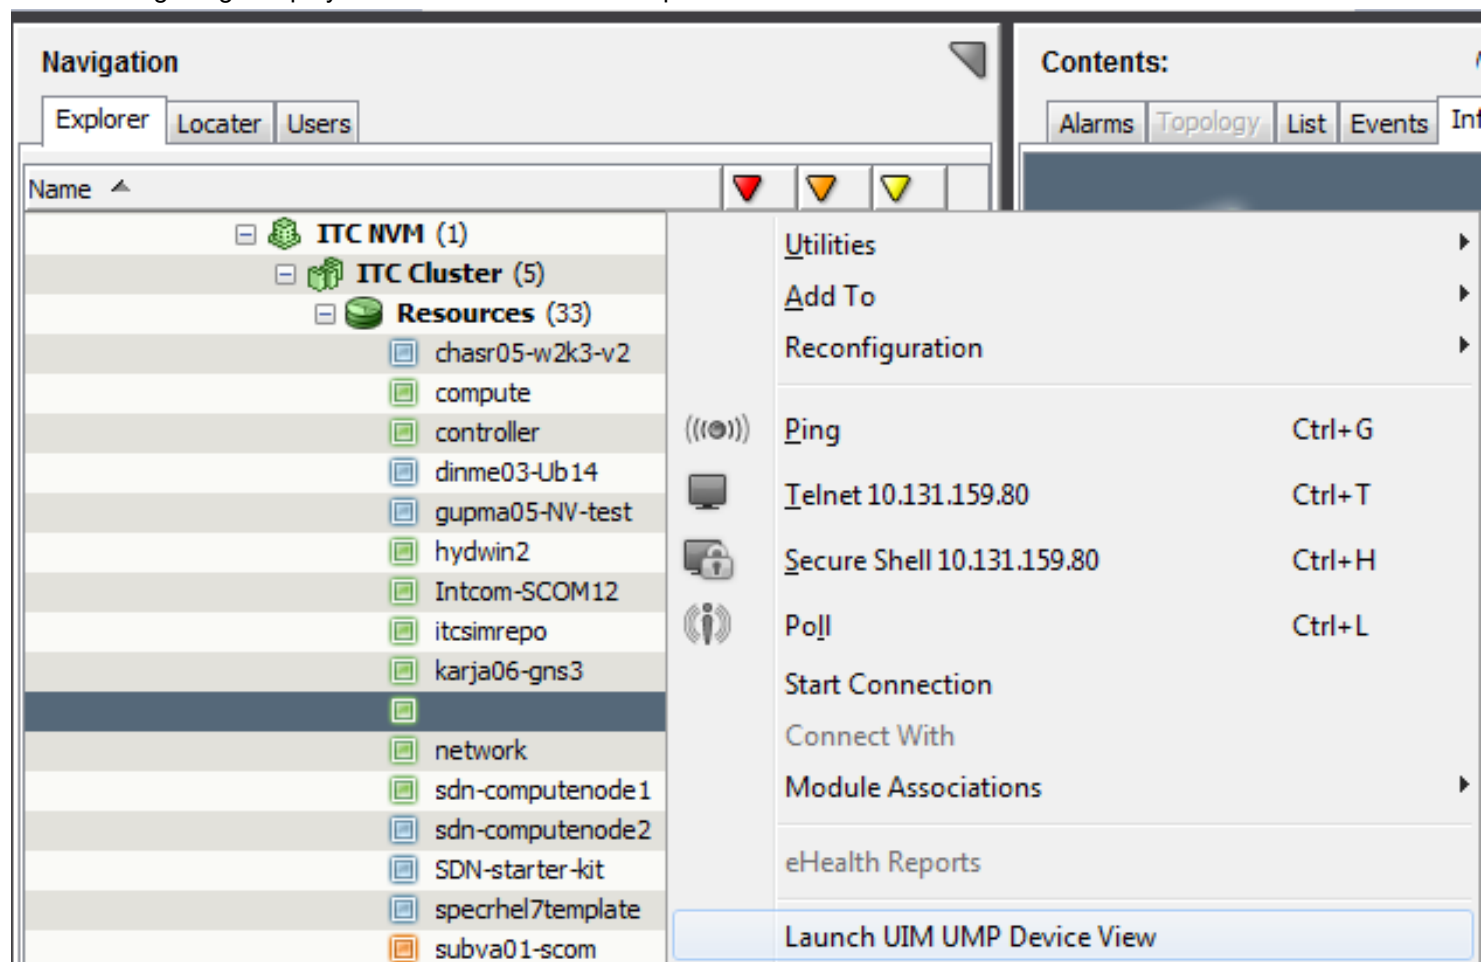 Navigation
Explorer Locater Users
Name
ITC NVM (1)
ITC Cluster (5)
Resources (33)
chasr05-w2k3-v2
compute
controller
dinme03-Ub14
gupma05-NV-test
hydwin2
Intcom-SCOM12
itcsimrepo
karja06-gns3
network
sdn-computenode1
sdn-computenode2
SDN-starter-kit
specrhel7template
subva01-scom
Contents:
Alarms Topology List Events Inf
Utilities
Add To
Reconfiguration
Ping Ctrl+G
Telnet 10.131.159.80 Ctrl+T
Secure Shell 10.131.159.80 Ctrl+H
Poll Ctrl+L
Start Connection
Connect With
Module Associations
eHealth Reports
Launch UIM UMP Device View